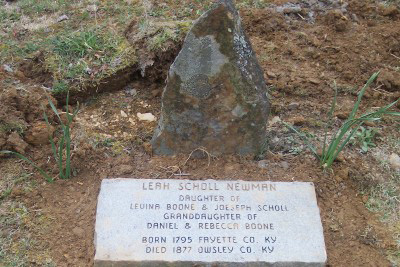 LEAH SCHOLL NEWMAN
DAUGHTER OF
LEVINA BOONE & JOESEPH SCHOLL
GRANDDAUGHTER OF
DANIEL & REBECCA BOONE
BORN 1795 FAYETTE CO. KY.
DIED 1877 OWSLEY CO. KY